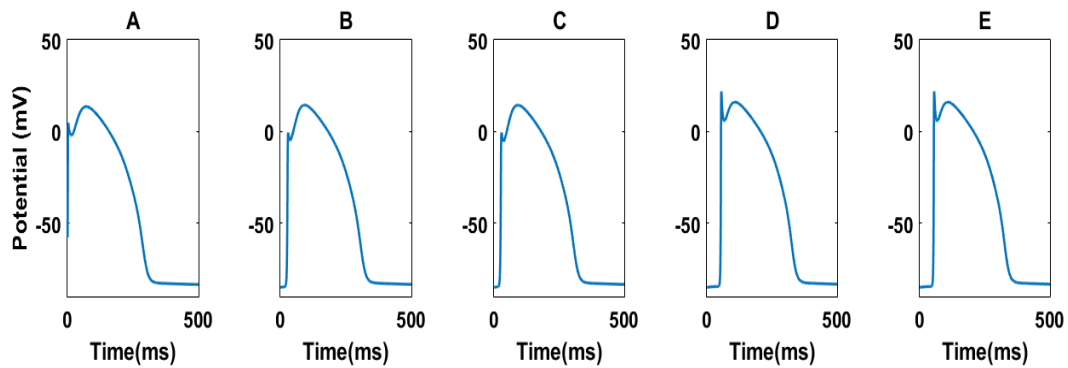 A B C D E
50 50 50 50 50
Potential (mV)
0 0 0 0 0
-50 -50 -50 -50 -50
0 500 0 500 0 500 0 500 0 500
Time(ms) Time(ms) Time(ms) Time(ms) Time(ms)